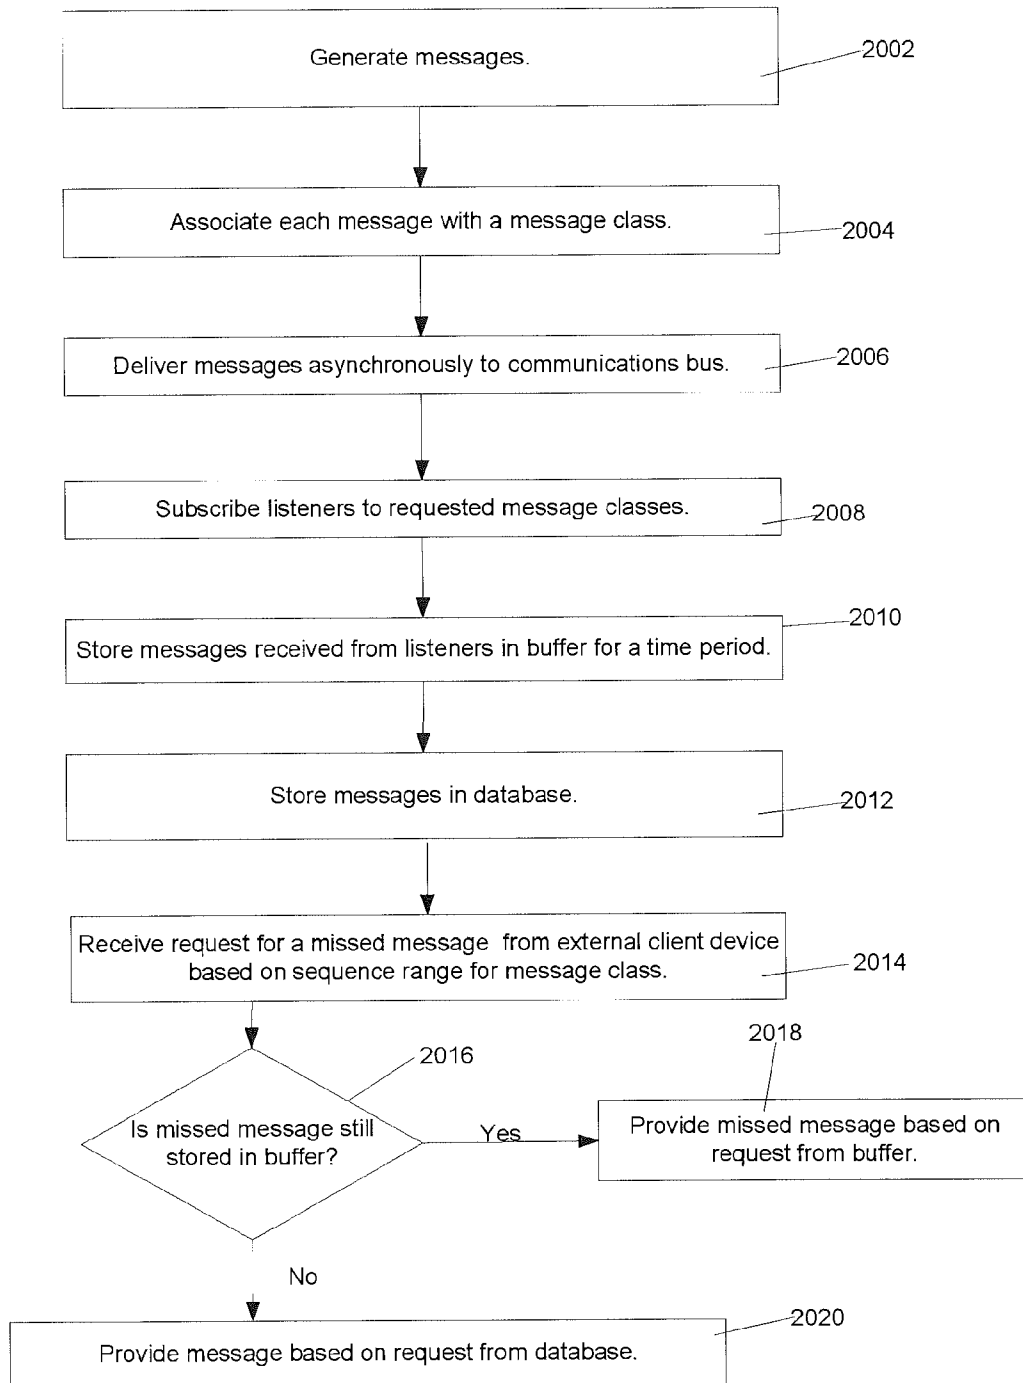 Generate messages.
2002
Associate each message with a message class.
2004
Deliver messages asynchronously to communications bus.
2006
Subscribe listeners to requested message classes.
2008
Store messages received from listeners in buffer for a time period.
2010
Store messages in database.
2012
Receive request for a missed message from external client device
based on sequence range for message class.
2014
2016
Is missed message still
stored in buffer?
Yes
2018
Provide missed message based on
request from buffer.
No
2020
Provide message based on request from database.